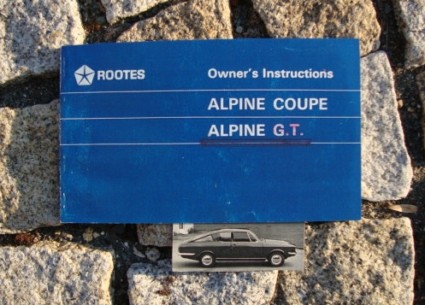 ROOTES
Owner's Instructions
ALPINE COUPE
ALPINE G.T.